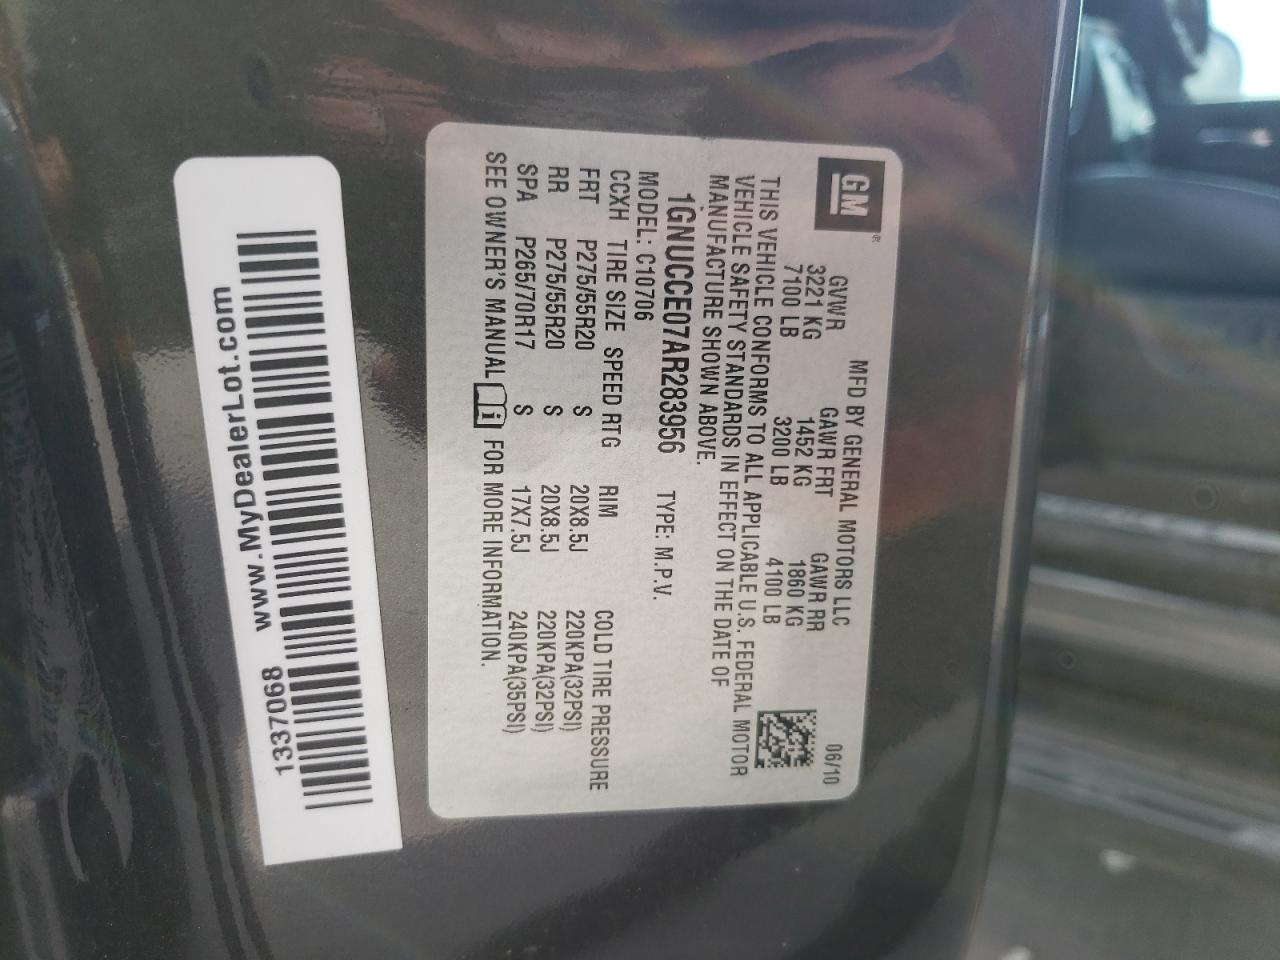 GM®
MFD BY GENERAL MOTORS LLC 06/10
GVWR GAWR FRT GAWR RR
3221 KG 1452 KG 1860 KG
7100 LB 3200 LB 4100 LB
THIS VEHICLE CONFORMS TO ALL APPLICABLE U.S. FEDERAL MOTOR
VEHICLE SAFETY STANDARDS IN EFFECT ON THE DATE OF
MANUFACTURE SHOWN ABOVE.
1GNUCCE07AR283956 TYPE: M.P.V.
MODEL: C10706
CCXH TIRE SIZE SPEED RTG RIM COLD TIRE PRESSURE
FRT P275/55R20 S 20X8.5J 220KPA(32PSI)
RR P275/55R20 S 20X8.5J 220KPA(32PSI)
SPA P265/70R17 S 17X7.5J 240KPA(35PSI)
SEE OWNER'S MANUAL i FOR MORE INFORMATION.
www.MyDealerLot.com 1337068